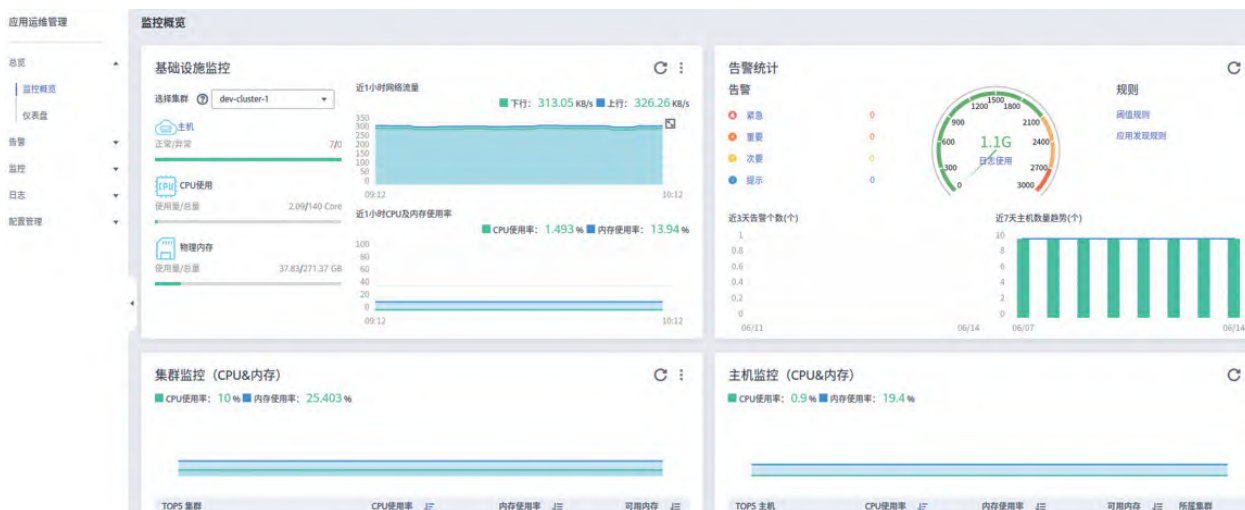 应用运维管理
总览
监控概览
仪表盘
告警
监控
日志
配置管理
监控概览
基础设施监控
选择集群 dev-cluster-1
主机
正常/异常 7/0
CPU
CPU使用
使用量/总量 2.09/140 Core
物理内存
使用量/总量 37.83/271.37 GB
近1小时网络流量
下行: 313.05 KB/s 上行: 326.26 KB/s
350
300
250
200
150
100
50
0
09:12 10:12
近1小时CPU及内存使用率
CPU使用率: 1.493 % 内存使用率: 13.94 %
100
80
60
40
20
0
09:12 10:12
告警统计
告警
紧急 0
重要 0
次要 0
提示 0
0
300
600
900
1200
1500
1800
2100
2400
2700
3000
1.1G
日志使用
规则
阈值规则
应用发现规则
近3天告警个数(个)
1
0.8
0.6
0.4
0.2
0
06/11 06/14
近7天主机数量趋势(个)
10
8
6
4
2
0
06/07 06/14
集群监控（CPU&内存）
CPU使用率: 10 % 内存使用率: 25.403 %
TOP5 集群 CPU使用率 内存使用率 可用内存
主机监控（CPU&内存）
CPU使用率: 0.9 % 内存使用率: 19.4 %
TOP5 主机 CPU使用率 内存使用率 可用内存 所属集群